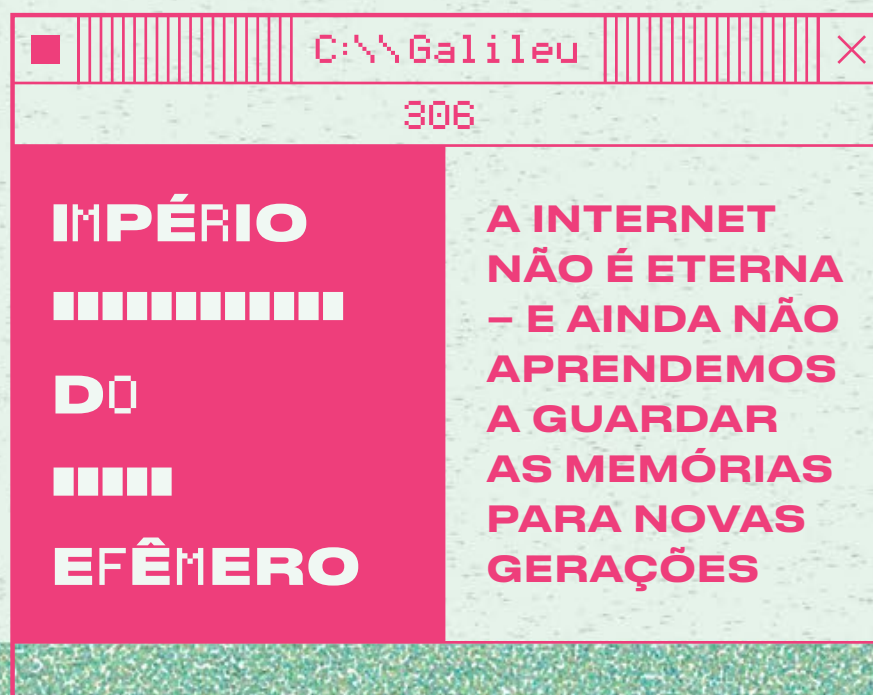 C:\\Galileu
306
IMPÉRIO
DO
EFÊMERO
A INTERNET
NÃO É ETERNA
– E AINDA NÃO
APRENDEMOS
A GUARDAR
AS MEMÓRIAS
PARA NOVAS
GERAÇÕES